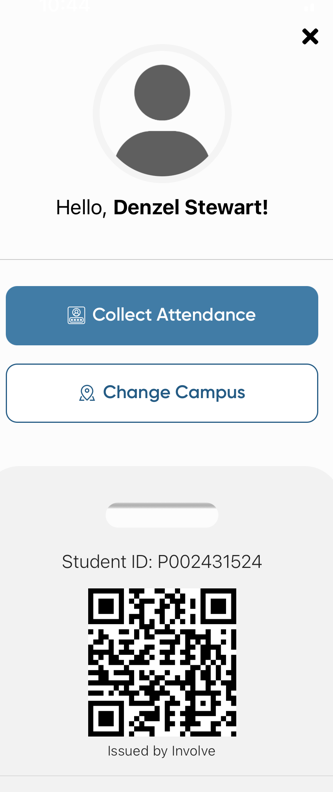 Hello, Denzel Stewart!
Collect Attendance
Change Campus
Student ID: P002431524
Issued by Involve